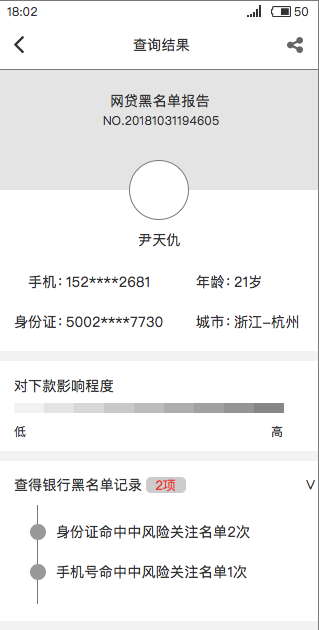 18:02 50
查询结果
网贷黑名单报告
NO.20181031194605
尹天仇
手机：152****2681 年龄：21岁
身份证：5002****7730 城市：浙江-杭州
对下款影响程度
低 高
查得银行黑名单记录 2项
身份证命中中风险关注名单2次
手机号命中中风险关注名单1次